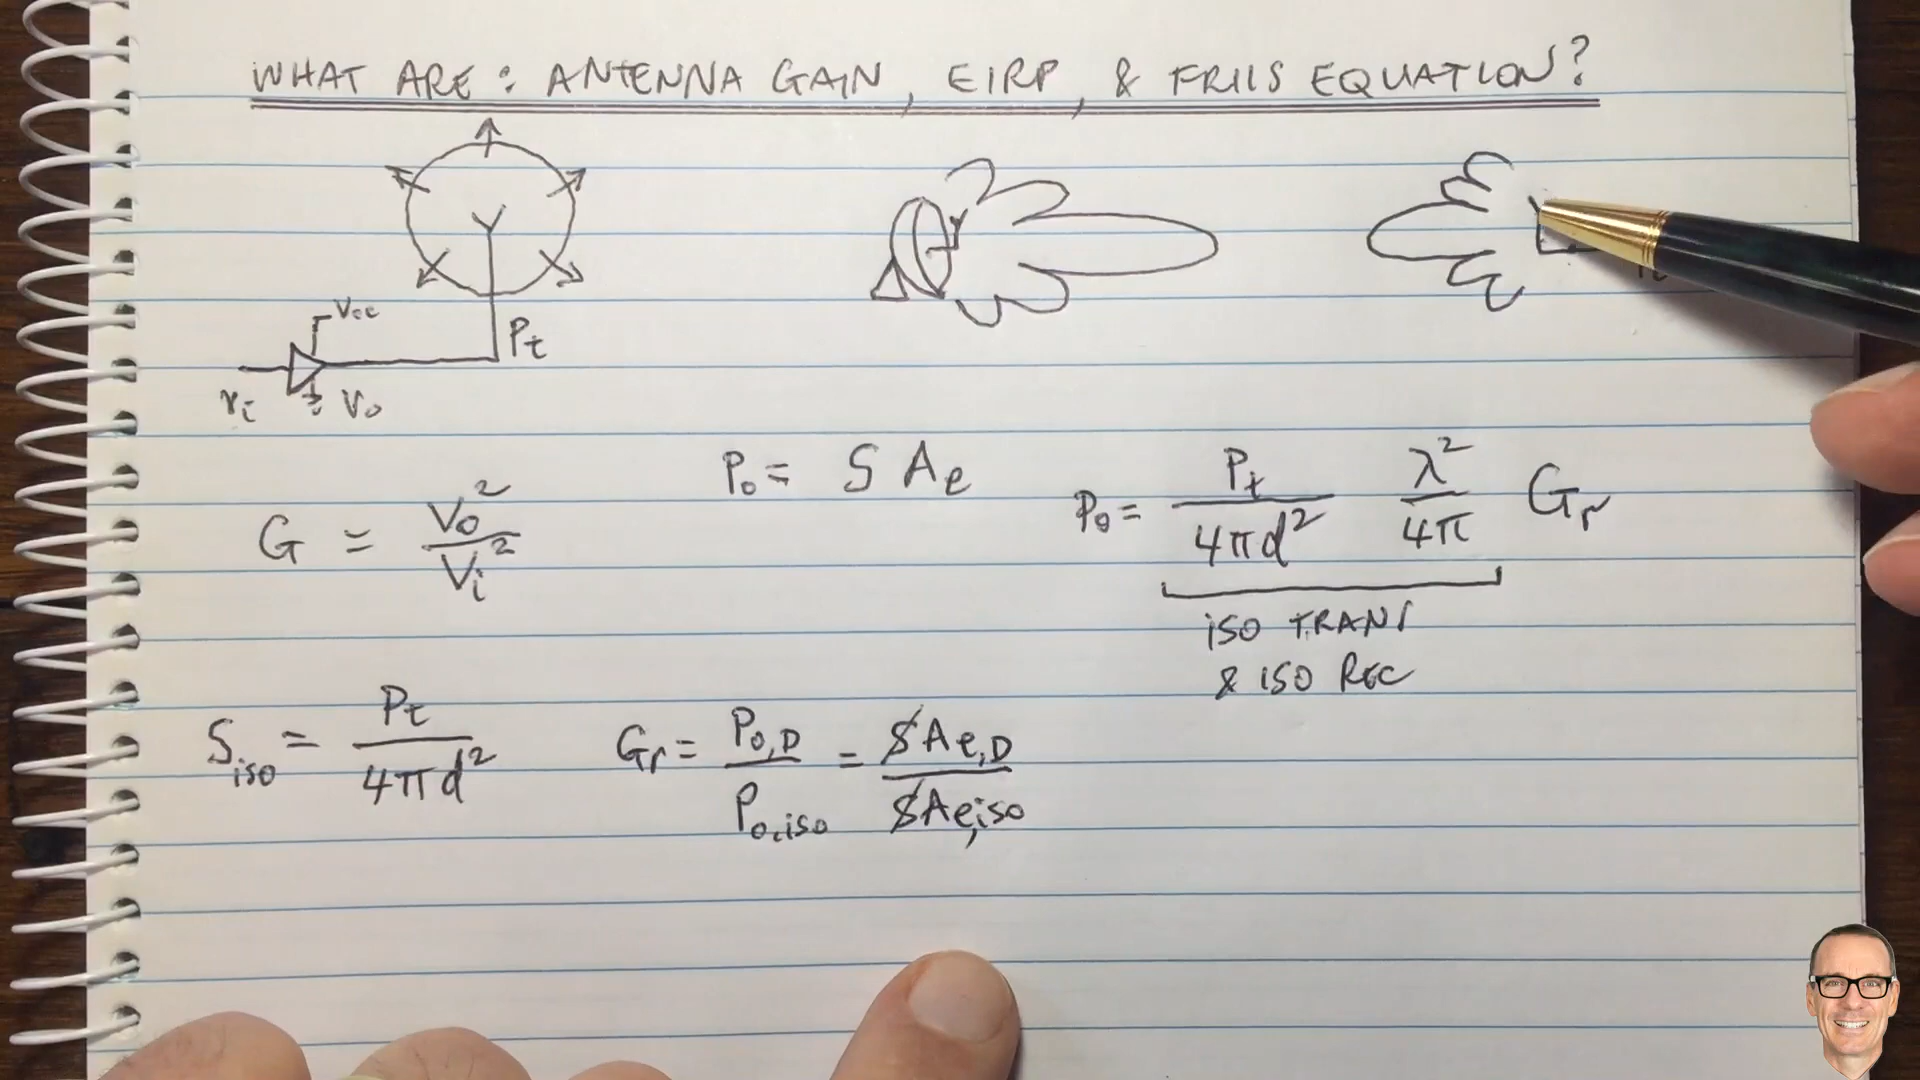 WHAT ARE: ANTENNA GAIN, EIRP, & FRIIS EQUATION?
Vcc
Pt
Vi
Vo
G = Vo²/Vi²
Po = S Ae
Po = Pt/4πd² λ²/4π Gr
ISO TRANS
& ISO REC
Siso = Pt/4πd²
Gr = Po,D/Po,iso = SAe,D/SAe,iso